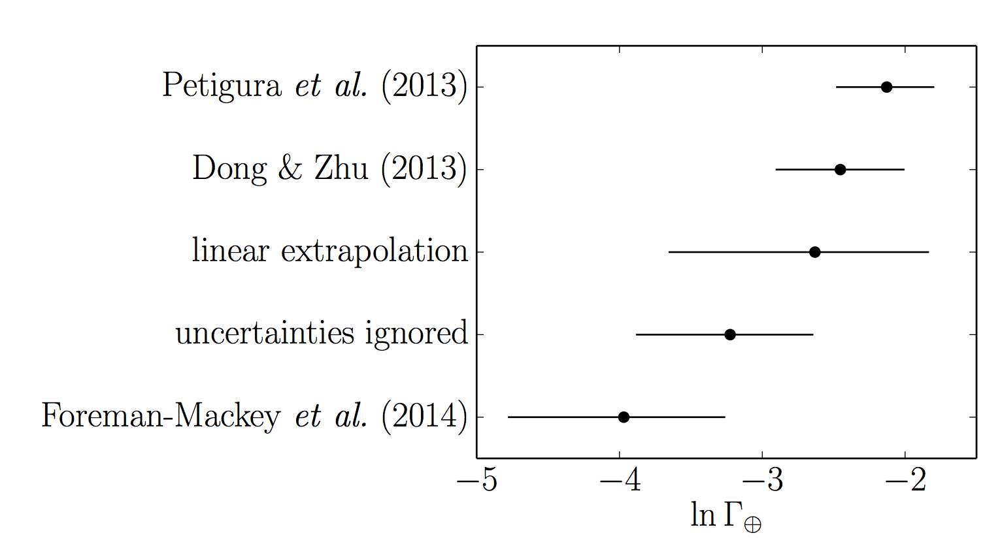 Petigura et al. (2013)
Dong & Zhu (2013)
linear extrapolation
uncertainties ignored
Foreman-Mackey et al. (2014)
−5 −4 −3 −2
ln Γ⊕